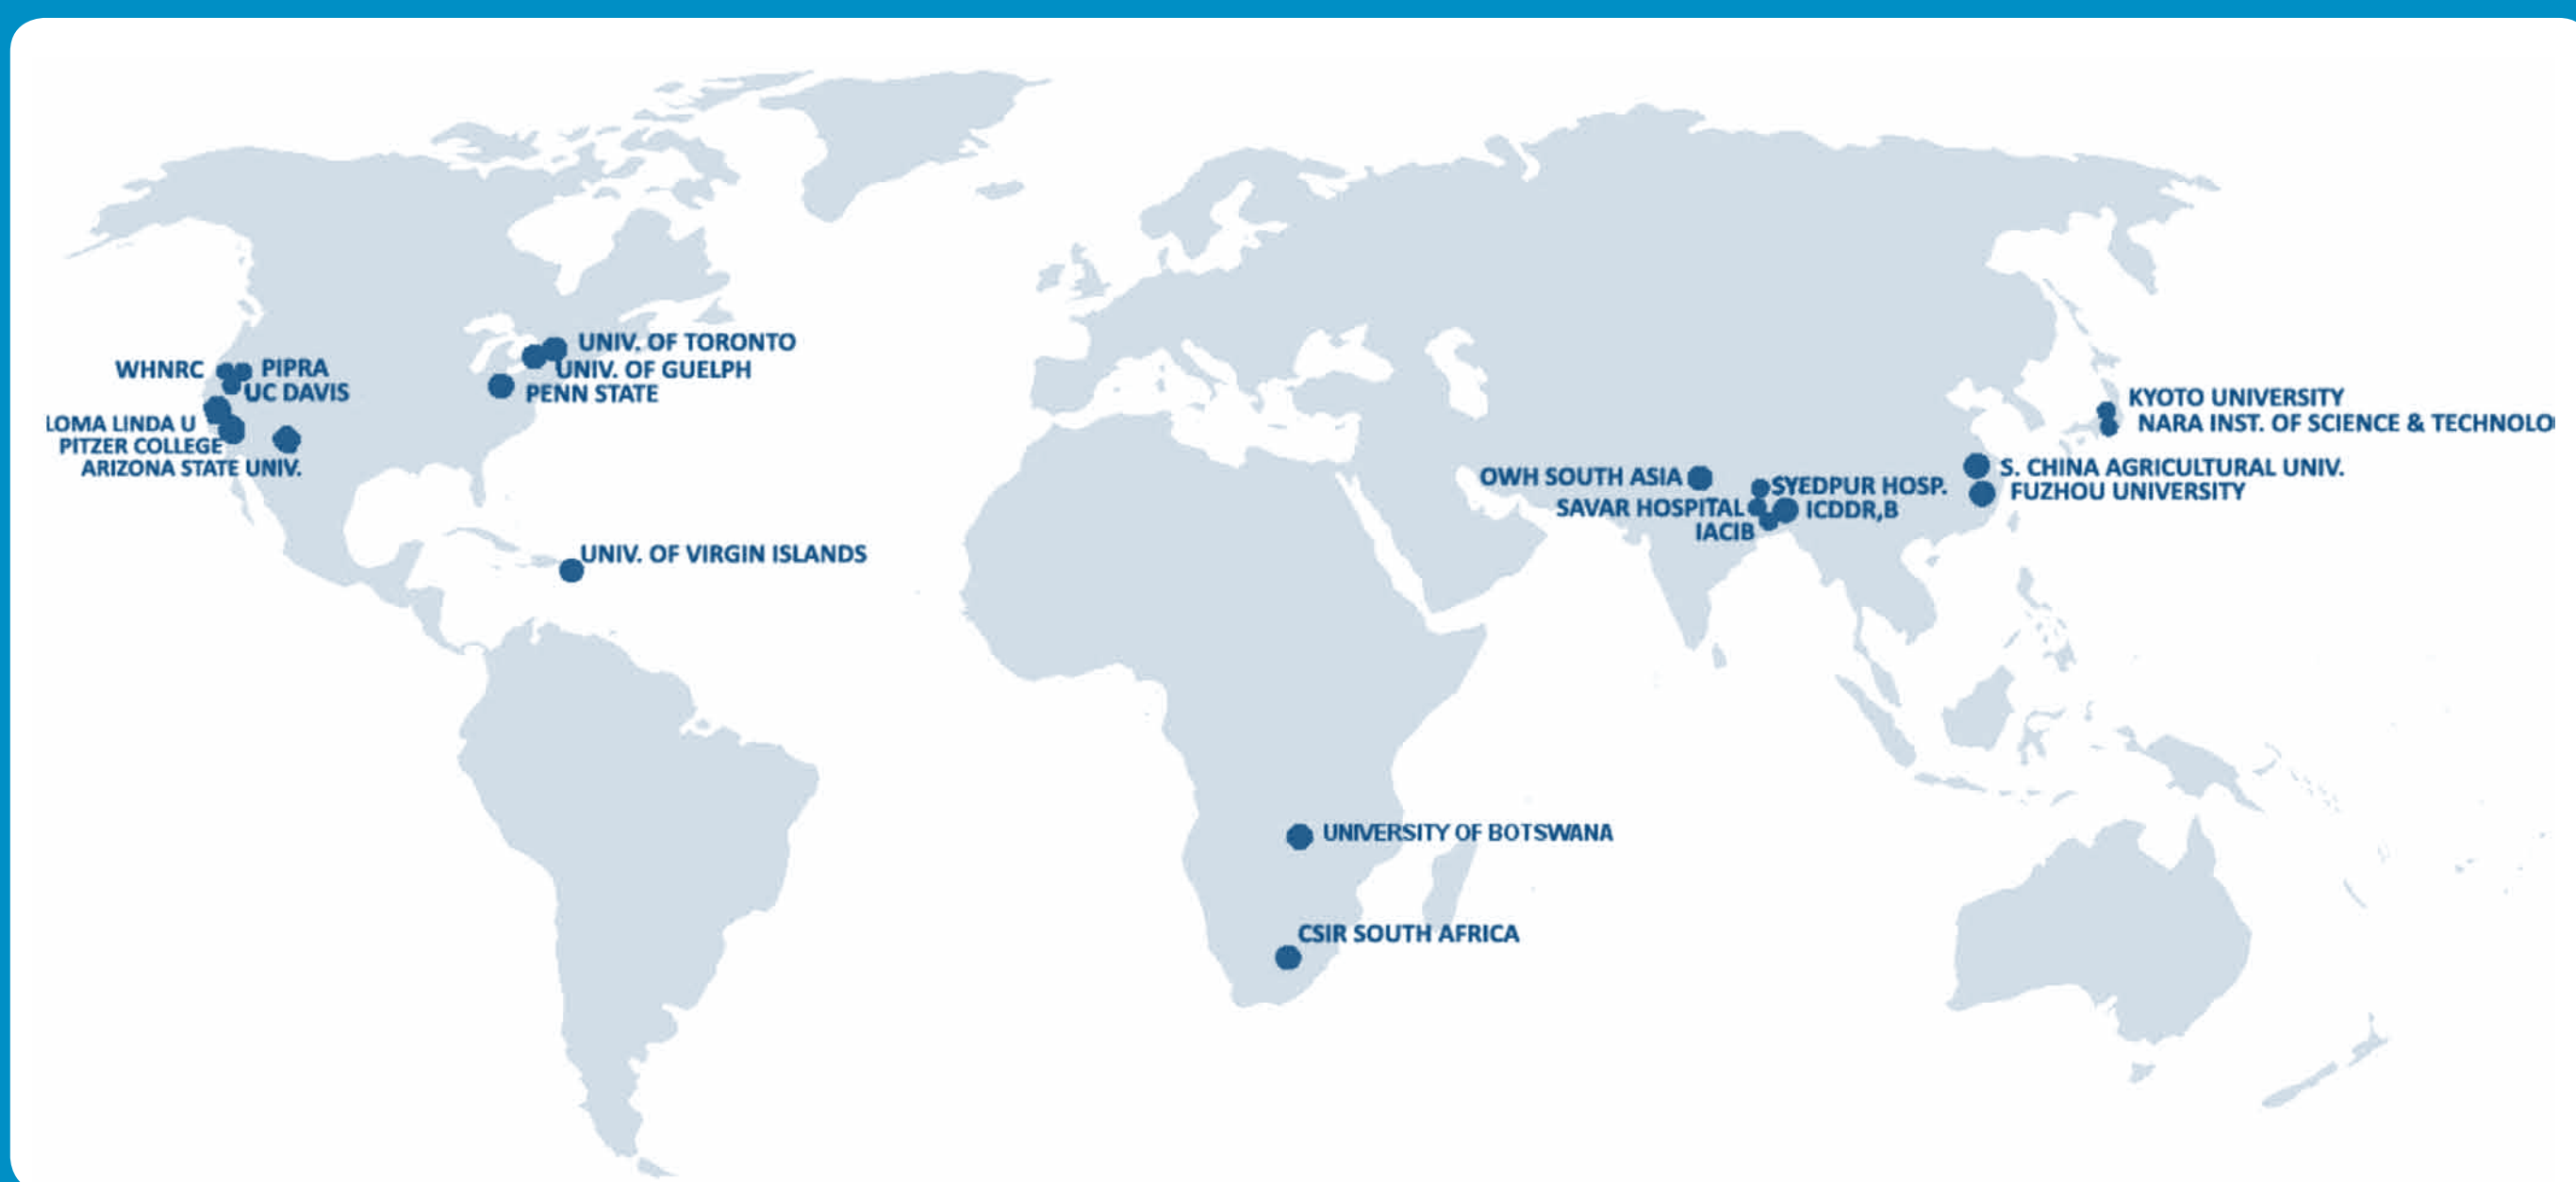 UNIV. OF TORONTO
UNIV. OF GUELPH
PENN STATE
WHNRC
PIPRA
UC DAVIS
LOMA LINDA U
PITZER COLLEGE
ARIZONA STATE UNIV.
UNIV. OF VIRGIN ISLANDS
KYOTO UNIVERSITY
NARA INST. OF SCIENCE & TECHNOLO
OWH SOUTH ASIA
SYEDPUR HOSP.
SAVAR HOSPITAL
ICDDR,B
IACIB
S. CHINA AGRICULTURAL UNIV.
FUZHOU UNIVERSITY
UNIVERSITY OF BOTSWANA
CSIR SOUTH AFRICA